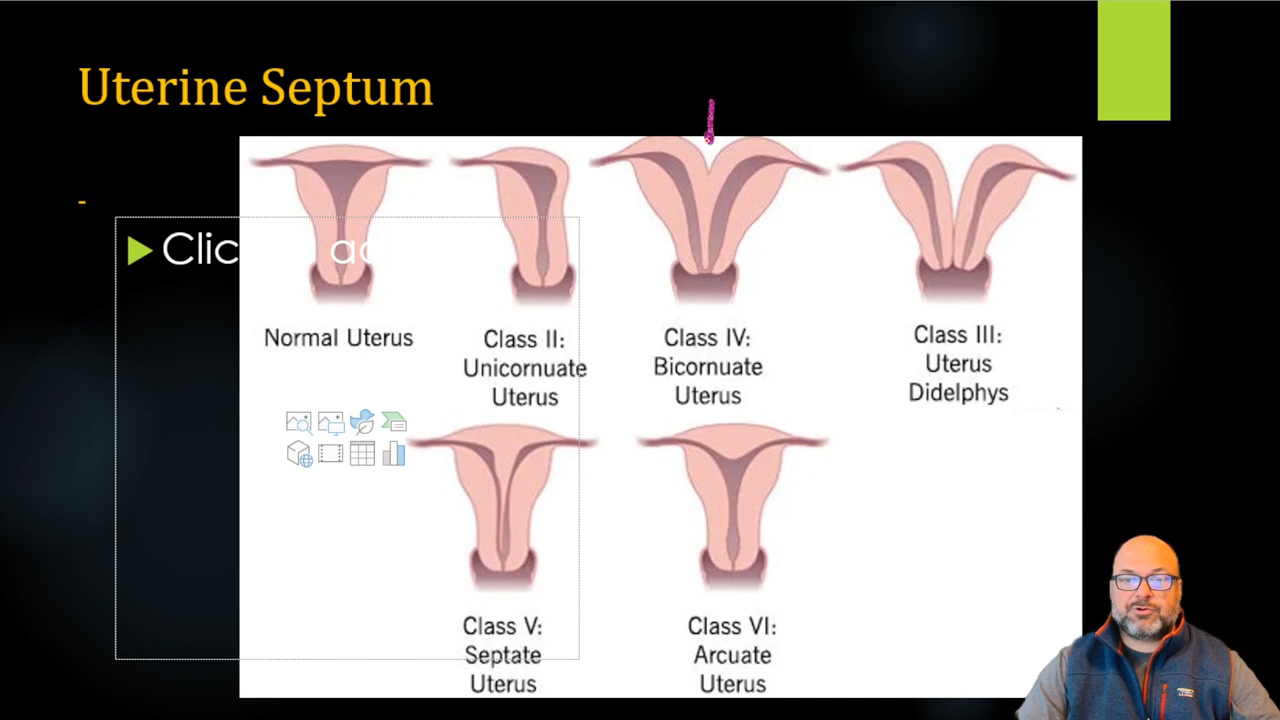 Uterine Septum
-
Normal Uterus
Class II:
Unicornuate
Uterus
Class IV:
Bicornuate
Uterus
Class III:
Uterus
Didelphys
Class V:
Septate
Uterus
Class VI:
Arcuate
Uterus